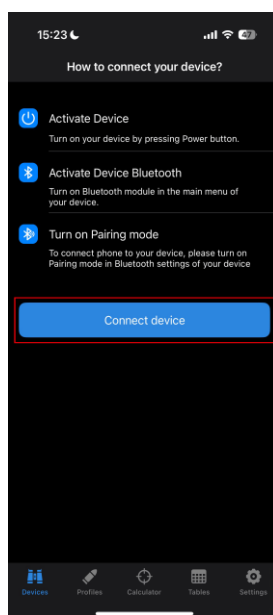 15:23
47
How to connect your device?
Activate Device
Turn on your device by pressing Power button.
Activate Device Bluetooth
Turn on Bluetooth module in the main menu of
your device.
Turn on Pairing mode
To connect phone to your device, please turn on
Pairing mode in Bluetooth settings of your device
Connect device
Devices
Profiles
Calculator
Tables
Settings